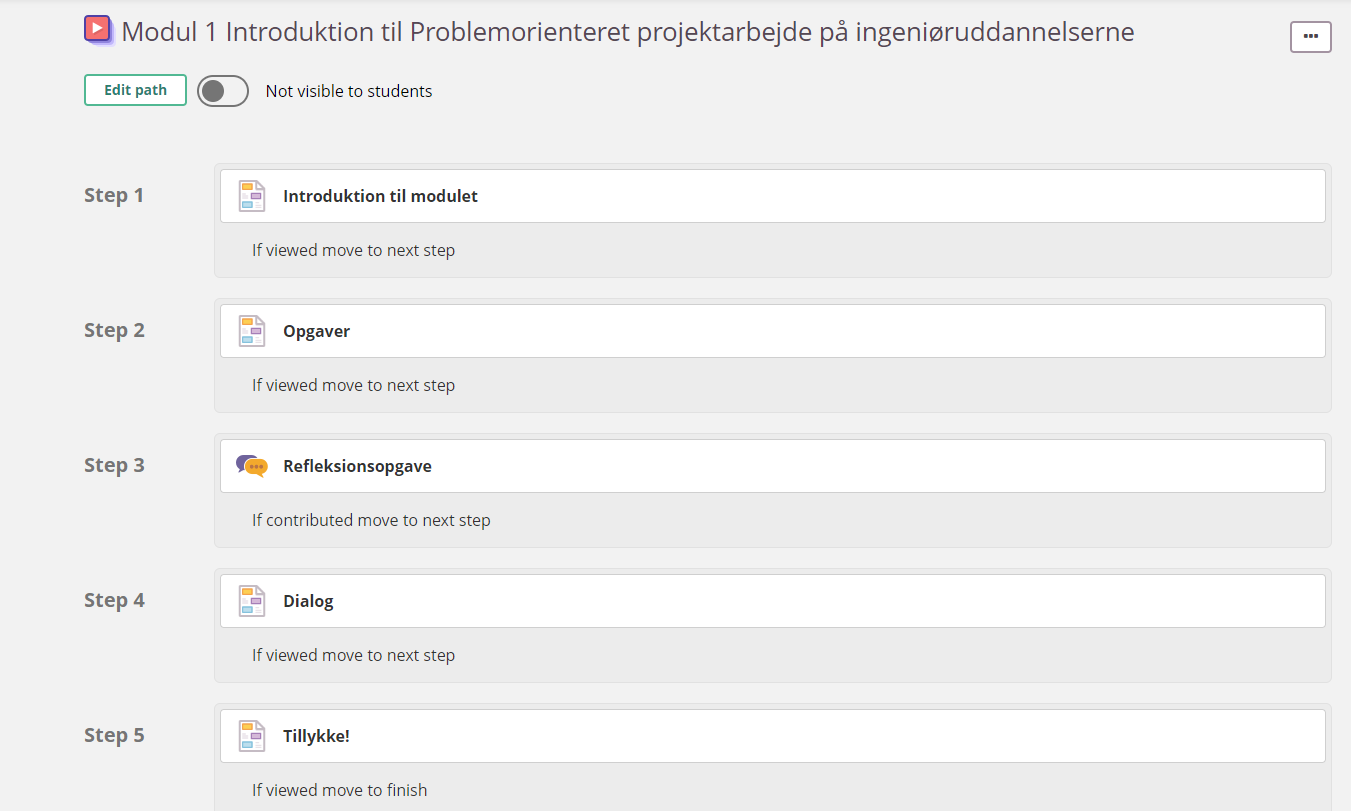 Modul 1 Introduktion til Problemorienteret projektarbejde på ingeniøruddannelserne
Edit path
Not visible to students
Step 1
Introduktion til modulet
If viewed move to next step
Step 2
Opgaver
If viewed move to next step
Step 3
Refleksionsopgave
If contributed move to next step
Step 4
Dialog
If viewed move to next step
Step 5
Tillykke!
If viewed move to finish